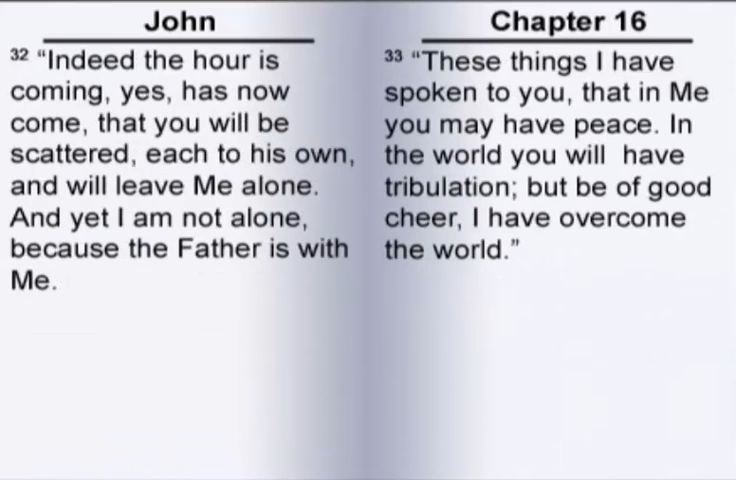 John
32 “Indeed the hour is
coming, yes, has now
come, that you will be
scattered, each to his own,
and will leave Me alone.
And yet I am not alone,
because the Father is with
Me.
Chapter 16
33 “These things I have
spoken to you, that in Me
you may have peace. In
the world you will  have
tribulation; but be of good
cheer, I have overcome
the world.”